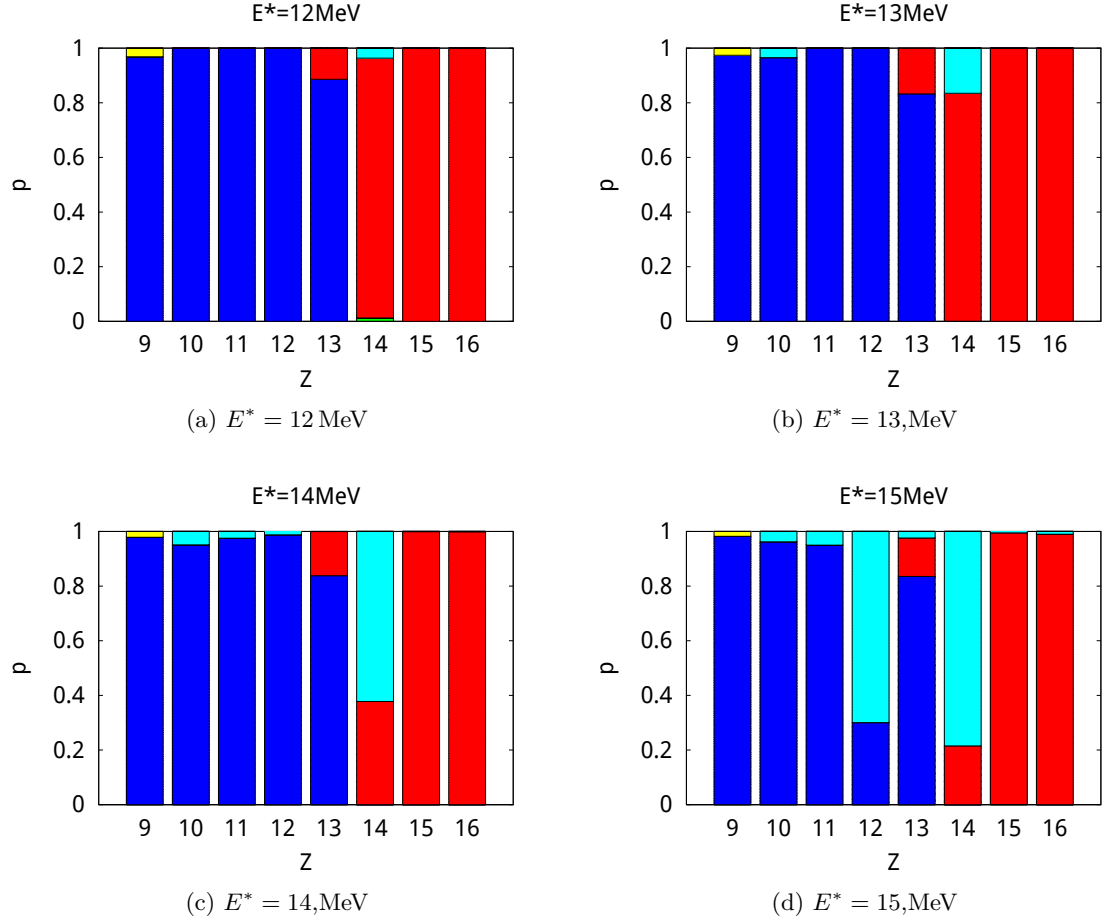 E*=12MeV
1
0.8
0.6
0.4
0.2
0
p
9 10 11 12 13 14 15 16
Z
(a) E* = 12 MeV
E*=13MeV
1
0.8
0.6
0.4
0.2
0
p
9 10 11 12 13 14 15 16
Z
(b) E* = 13,MeV
E*=14MeV
1
0.8
0.6
0.4
0.2
0
p
9 10 11 12 13 14 15 16
Z
(c) E* = 14,MeV
E*=15MeV
1
0.8
0.6
0.4
0.2
0
p
9 10 11 12 13 14 15 16
Z
(d) E* = 15,MeV